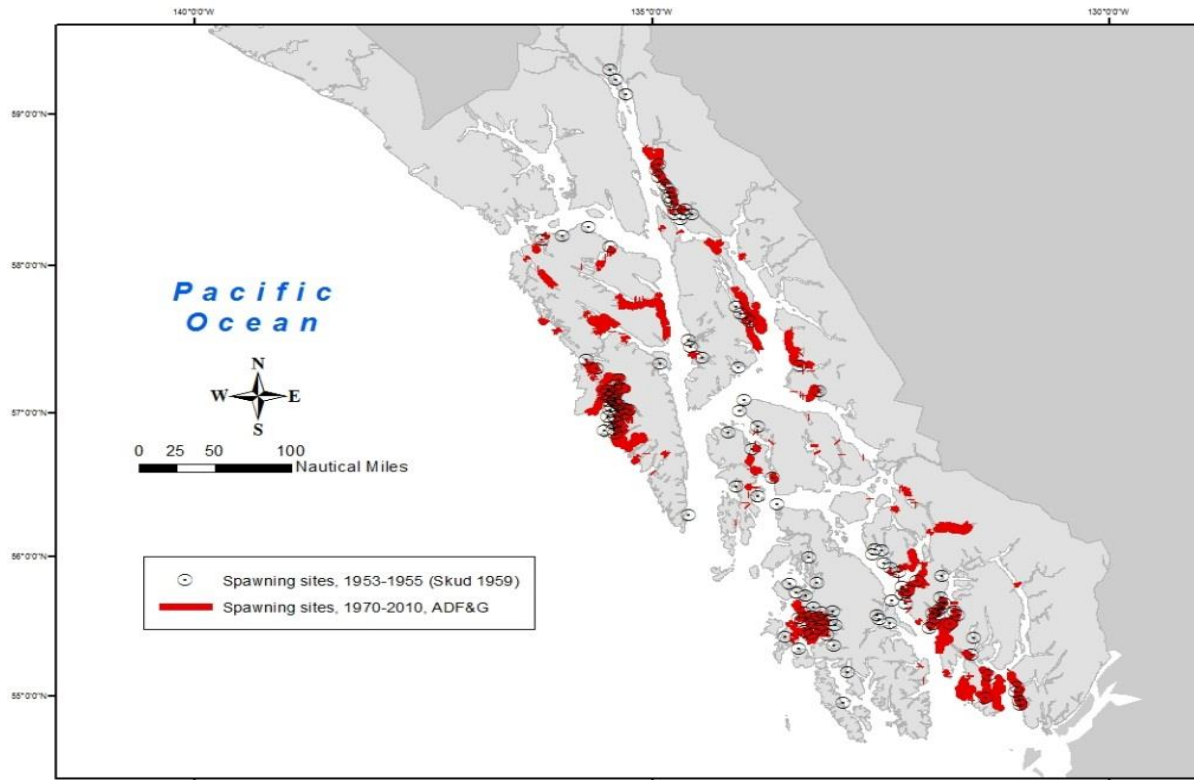 140°0'0"W 135°0'0"W 130°0'0"W
59°0'0"N
58°0'0"N
Pacific
Ocean
N
W E
S
57°0'0"N
0 25 50 100
Nautical Miles
56°0'0"N
Spawning sites, 1953-1955 (Skud 1959)
Spawning sites, 1970-2010, ADF&G
55°0'0"N